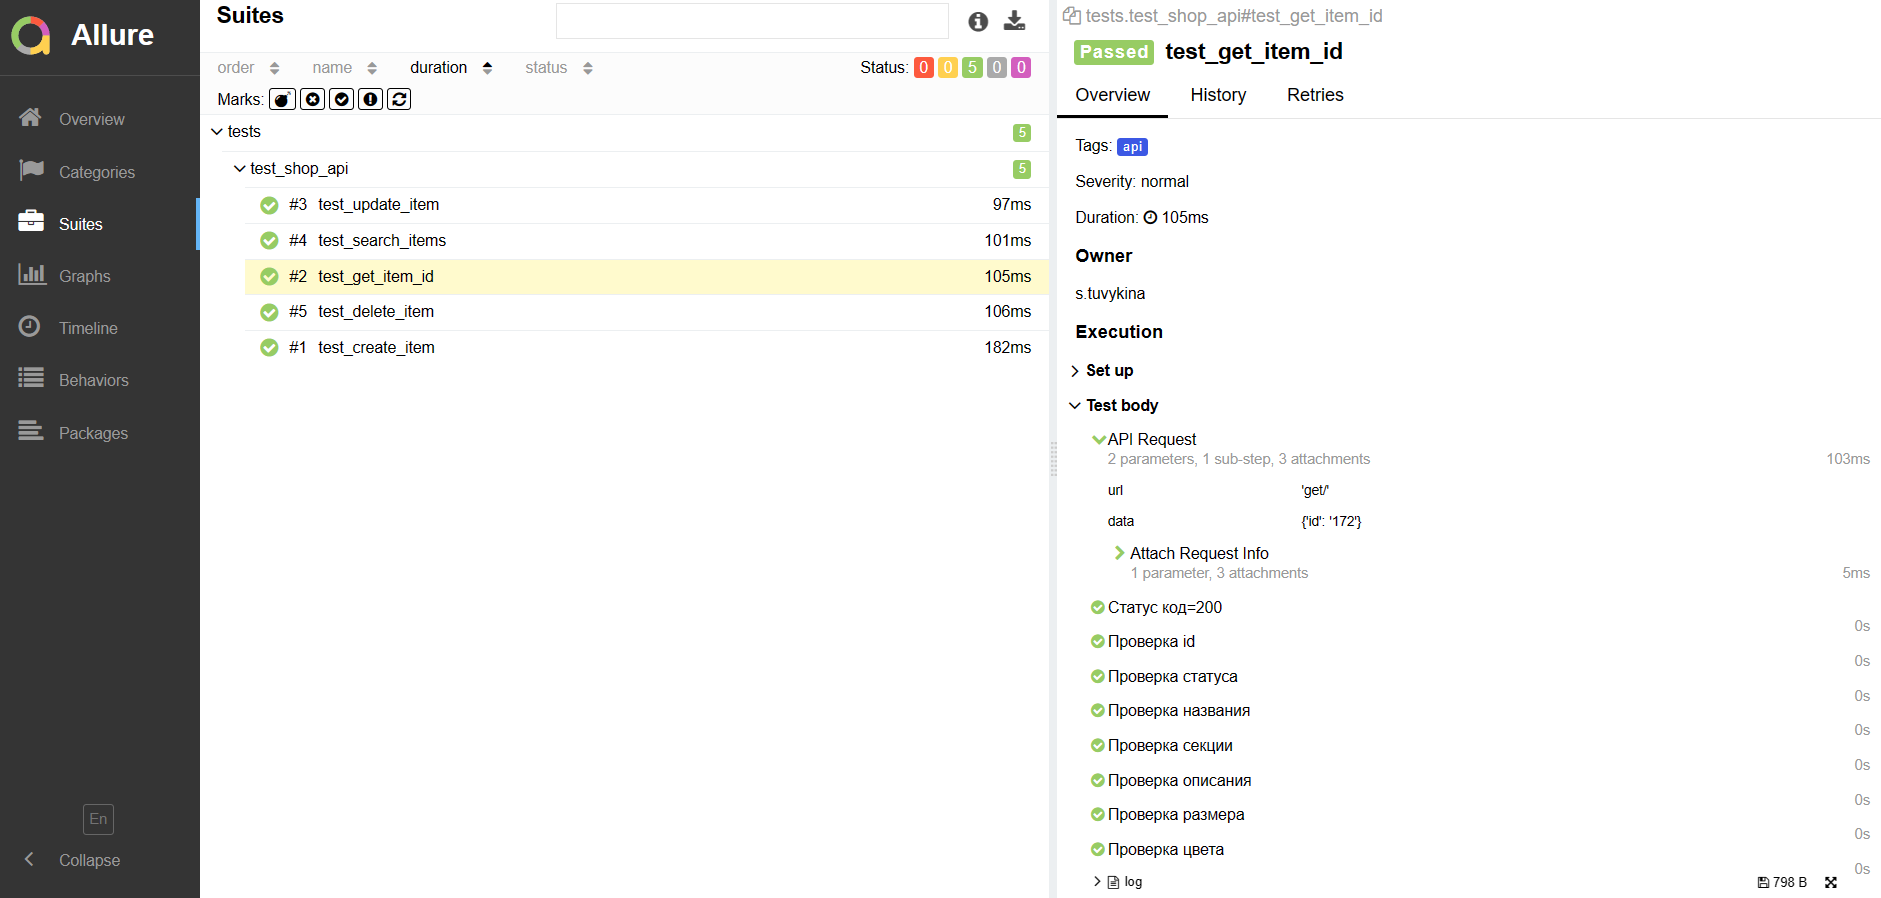 Allure
Overview
Categories
Suites
Graphs
Timeline
Behaviors
Packages
En
Collapse
Suites
order name duration status Status: 0 0 5 0 0
Marks:
tests 5
test_shop_api 5
#3 test_update_item 97ms
#4 test_search_items 101ms
#2 test_get_item_id 105ms
#5 test_delete_item 106ms
#1 test_create_item 182ms
tests.test_shop_api#test_get_item_id
Passed test_get_item_id
Overview History Retries
Tags: api
Severity: normal
Duration: 105ms
Owner
s.tuvykina
Execution
Set up
Test body
API Request
2 parameters, 1 sub-step, 3 attachments 103ms
url 'get/'
data {'id': '172'}
Attach Request Info
1 parameter, 3 attachments 5ms
Статус код=200
0s
Проверка id
0s
Проверка статуса
0s
Проверка названия
0s
Проверка секции
0s
Проверка описания
0s
Проверка размера
0s
Проверка цвета
0s
log 798 B